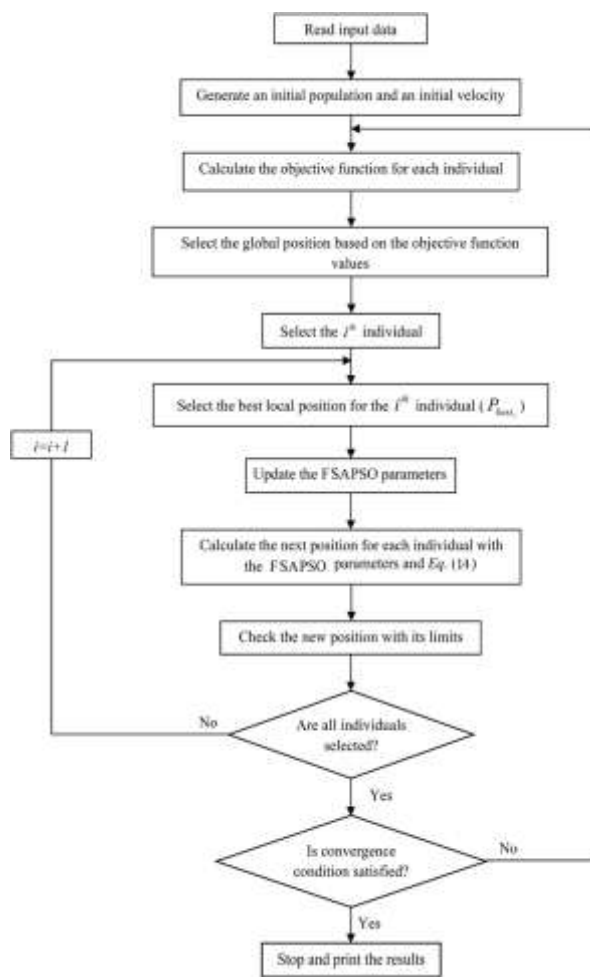 Read input data
Generate an initial population and an initial velocity
Calculate the objective function for each individual
Select the global position based on the objective function
values
Select the i^th individual
Select the best local position for the i^th individual ( P_best_i )
i=i+1
Update the FSAPSO parameters
Calculate the next position for each individual with
the FSAPSO parameters and Eq. (14)
Check the new position with its limits
No
Are all individuals
selected?
Yes
Is convergence
condition satisfied?
No
Yes
Stop and print the results